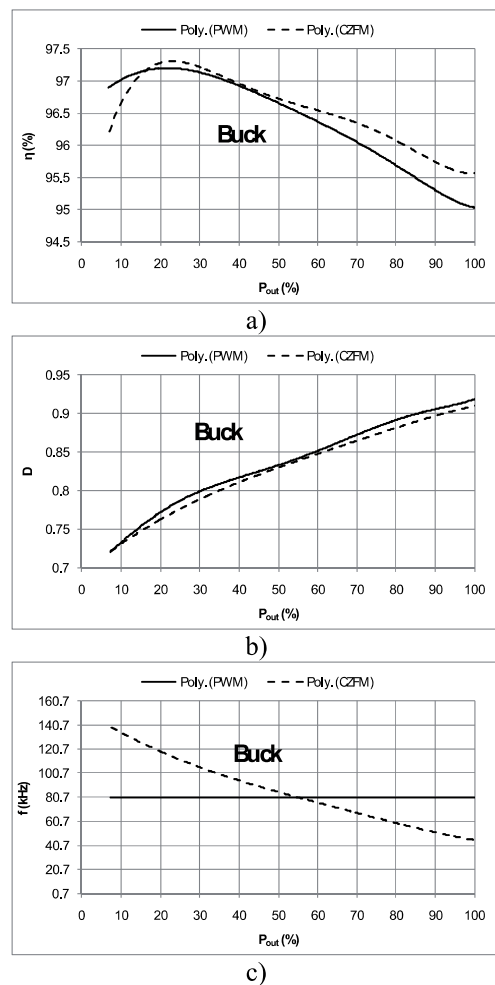 Poly. (PWM) Poly. (CZFM)
97.5
97
96.5
96
95.5
95
94.5
η (%)
Buck
0 10 20 30 40 50 60 70 80 90 100
Pout (%)
a)
Poly. (PWM) Poly. (CZFM)
0.95
0.9
0.85
0.8
0.75
0.7
D
Buck
0 10 20 30 40 50 60 70 80 90 100
Pout (%)
b)
Poly. (PWM) Poly. (CZFM)
160.7
140.7
120.7
100.7
80.7
60.7
40.7
20.7
0.7
f (kHz)
Buck
0 10 20 30 40 50 60 70 80 90 100
Pout (%)
c)